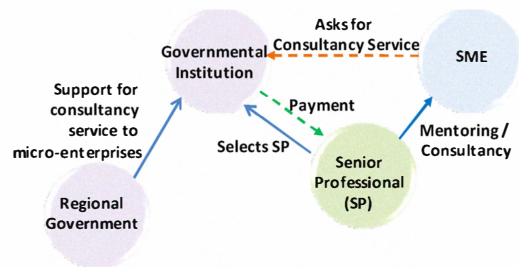 Asks for
Consultancy Service
Governmental
Institution
SME
Support for
consultancy
service to
micro-enterprises
Payment
Selects SP
Mentoring /
Consultancy
Senior
Professional
(SP)
Regional
Government